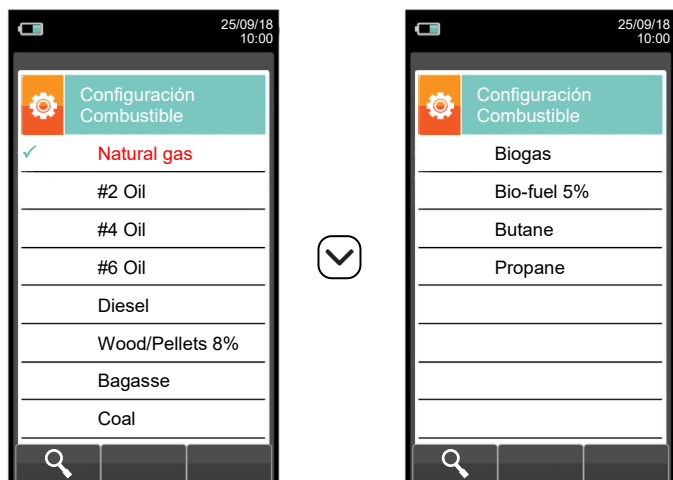 25/09/18
10:00
Configuración
Combustible
Natural gas
#2 Oil
#4 Oil
#6 Oil
Diesel
Wood/Pellets 8%
Bagasse
Coal
25/09/18
10:00
Configuración
Combustible
Biogas
Bio-fuel 5%
Butane
Propane